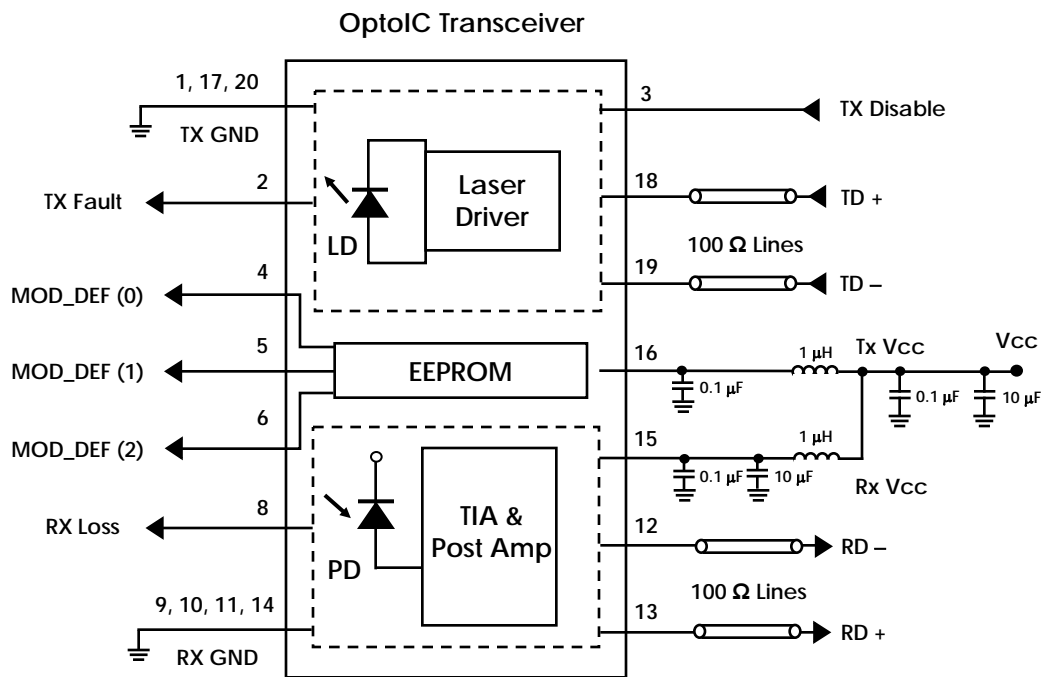 OptoIC Transceiver
1, 17, 20
TX GND
3
TX Disable
2
TX Fault
LD
Laser
Driver
18
TD +
100 Ω Lines
19
TD –
4
MOD_DEF (0)
5
MOD_DEF (1)
6
MOD_DEF (2)
EEPROM
16
0.1 μF
1 μH
Tx Vcc
Vcc
0.1 μF
10 μF
15
0.1 μF
10 μF
1 μH
Rx Vcc
8
RX Loss
PD
TIA &
Post Amp
12
RD –
100 Ω Lines
13
RD +
9, 10, 11, 14
RX GND